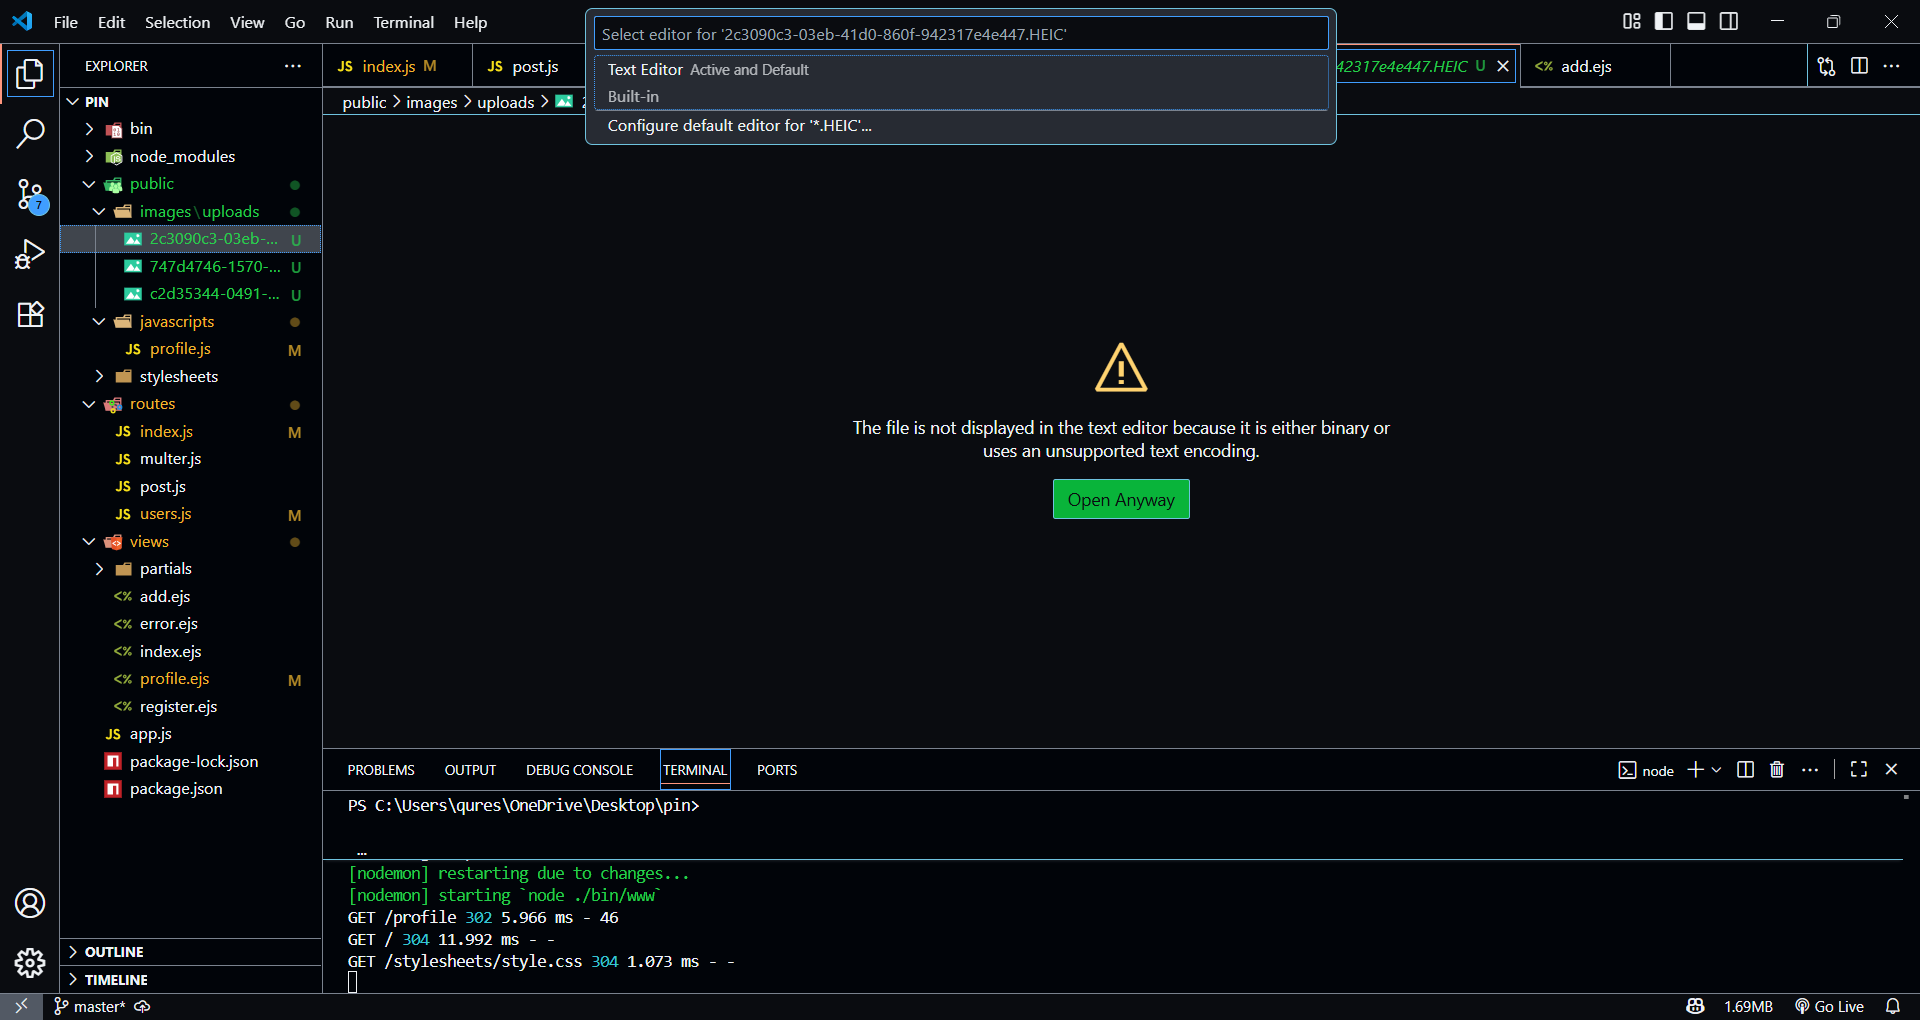 File Edit Selection View Go Run Terminal Help
Select editor for '2c3090c3-03eb-41d0-860f-942317e4e447.HEIC'
Text Editor Active and Default
Built-in
Configure default editor for '*.HEIC'...
EXPLORER
JS index.js M
JS post.js
42317e4e447.HEIC U
<% add.ejs
public > images > uploads >
PIN
bin
node_modules
public
images\uploads
2c3090c3-03eb-... U
747d4746-1570-... U
c2d35344-0491-... U
javascripts
JS profile.js M
stylesheets
routes
JS index.js M
JS multer.js
JS post.js
JS users.js M
views
partials
<% add.ejs
<% error.ejs
<% index.ejs
<% profile.ejs M
<% register.ejs
JS app.js
package-lock.json
package.json
OUTLINE
TIMELINE
7
The file is not displayed in the text editor because it is either binary or
uses an unsupported text encoding.
Open Anyway
PROBLEMS OUTPUT DEBUG CONSOLE TERMINAL PORTS
node
PS C:\Users\qures\OneDrive\Desktop\pin>
...
[nodemon] restarting due to changes...
[nodemon] starting `node ./bin/www`
GET /profile 302 5.966 ms - 46
GET / 304 11.992 ms - -
GET /stylesheets/style.css 304 1.073 ms - -
master*
1.69MB
Go Live